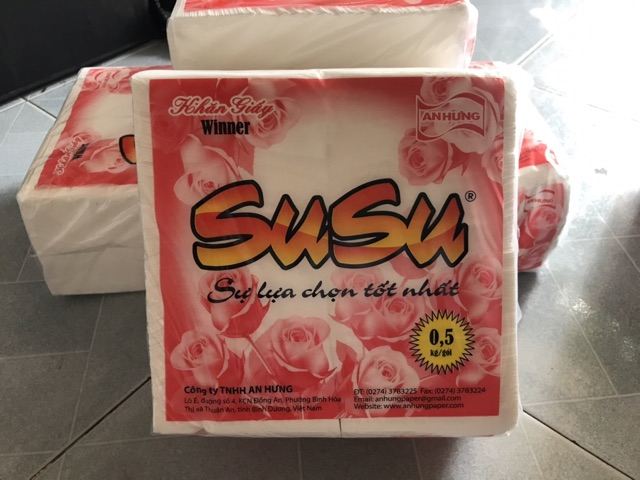 Khăn Giấy
Winner
AN HƯNG
SuSu®
Sự lựa chọn tốt nhất
0,5
kg/gói
Công ty TNHH AN HƯNG
Lô E, đường số 4, KCN Đồng An, Phường Bình Hòa
Thị xã Thuận An, tỉnh Bình Dương, Việt Nam
ĐT: (0274) 3783225 Fax: (0274) 3783224
Email: anhungpaper@gmail.com
Website: www.anhungpaper.com